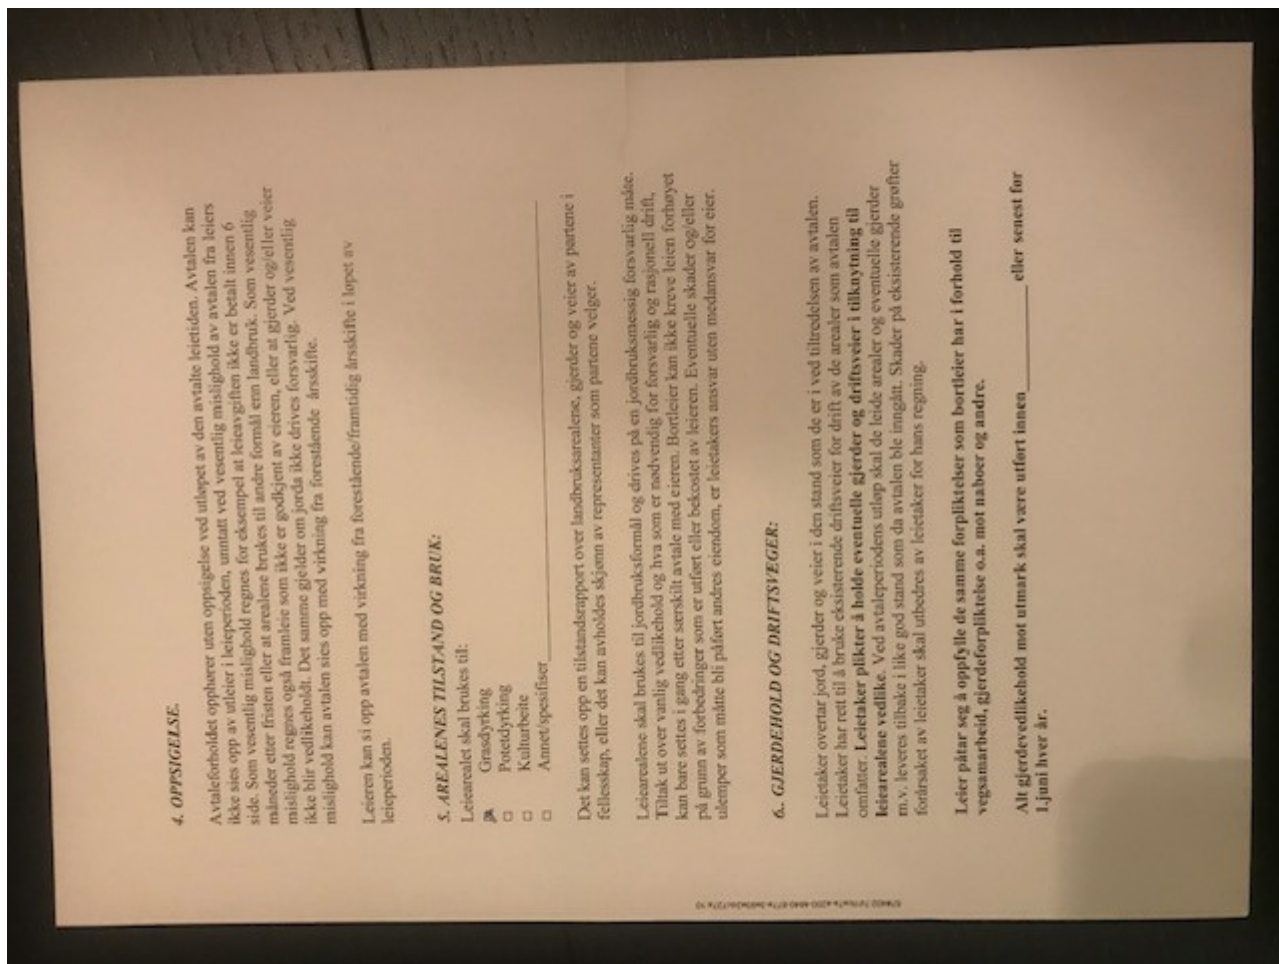 4. OPPSIGELSE.
Avtaleforholdet opphører uten oppsigelse ved utløpet av den avtalte leietiden. Avtalen kan
ikke sies opp av utleier i leieperioden, unntatt ved vesentlig mislighold av avtalen fra leiers
side. Som vesentlig mislighold regnes for eksempel at leieavgiften ikke er betalt innen 6
måneder etter fristen eller at arealene brukes til andre formål enn landbruk. Som vesentlig
mislighold regnes også framleie som ikke er godkjent av eieren, eller at gjerder og/eller veier
ikke blir vedlikeholdt. Det samme gjelder om jorda ikke drives forsvarlig. Ved vesentlig
mislighold kan avtalen sies opp med virkning fra forestående årsskifte.
Leieren kan si opp avtalen med virkning fra forestående/framtidig årsskifte i løpet av
leieperioden.
5. AREALENES TILSTAND OG BRUK:
Leiearealet skal brukes til:
Grasdyrking
☐ Potetdyrking
☐ Kulturbeite
☐ Annet/spesifiser
Det kan settes opp en tilstandsrapport over landbruksarealene, gjerder og veier av partene i
fellesskap, eller det kan avholdes skjønn av representanter som partene velger.
Leiearealene skal brukes til jordbruksformål og drives på en jordbruksmessig forsvarlig måte.
Tiltak ut over vanlig vedlikehold og hva som er nødvendig for forsvarlig og rasjonell drift,
kan bare settes i gang etter særskilt avtale med eieren. Bortleier kan ikke kreve leien forhøyet
på grunn av forbedringer som er utført eller bekostet av leieren. Eventuelle skader og/eller
ulemper som måtte bli påført andres eiendom, er leietakers ansvar uten medansvar for eier.
6.. GJERDEHOLD OG DRIFTSVEGER:
Leietaker overtar jord, gjerder og veier i den stand som de er i ved tiltredelsen av avtalen.
Leietaker har rett til å bruke eksisterende driftsveier for drift av de arealer som avtalen
omfatter. Leietaker plikter å holde eventuelle gjerder og driftsveier i tilknytning til
leiearealene vedlike. Ved avtaleperiodens utløp skal de leide arealer og eventuelle gjerder
m.v. leveres tilbake i like god stand som da avtalen ble inngått. Skader på eksisterende grøfter
forårsaket av leietaker skal utbedres av leietaker for hans regning.
Leier påtar seg å oppfylle de samme forpliktelser som bortleier har i forhold til
vegsamarbeid, gjerdeforpliktelse o.a. mot naboer og andre.
Alt gjerdevedlikehold mot utmark skal være utført innen eller senest før
1.juni hver år.